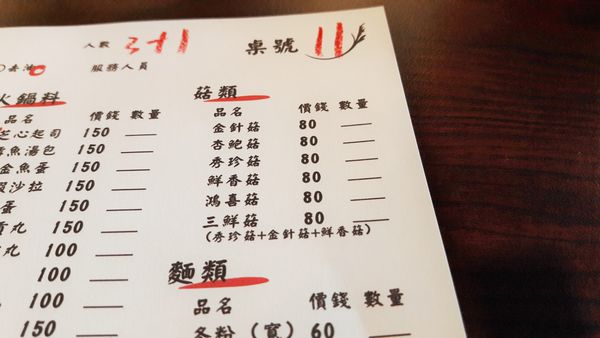 人數 3+1 桌號 11
去油 服務人員
火鍋料
品名 價錢 數量
芝心起司 150
魚湯包 150
金魚蛋 150
沙拉 150
蛋 150
丸 150
丸 100
100
100
150
菇類
品名 價錢 數量
金針菇 80
杏鮑菇 80
秀珍菇 80
鮮香菇 80
鴻喜菇 80
三鮮菇 80
(秀珍菇+金針菇+鮮香菇)
麵類
品名 價錢 數量
冬粉 (寬) 60